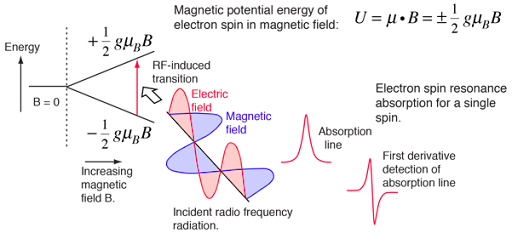 Magnetic potential energy of
electron spin in magnetic field:
U = μ • B = ± 1/2 gμ_B B
Energy
+ 1/2 gμ_B B
B = 0
− 1/2 gμ_B B
RF-induced
transition
Electric
field
Magnetic
field
Increasing
magnetic
field B.
Incident radio frequency
radiation.
Electron spin resonance
absorption for a single
spin.
Absorption
line
First derivative
detection of
absorption line